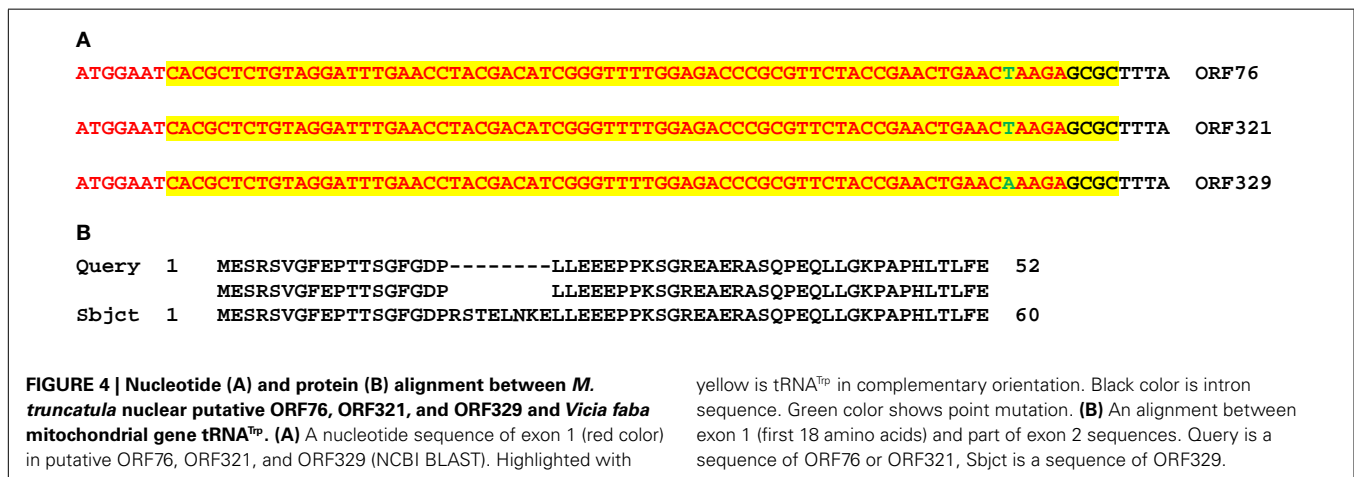 A
ATGGAATCACGCTCTGTAGGATTTGAACCTACGACATCGGGTTTTGGAGACCCGCGTTCTACCGAACTGAACTAAGAGCGCTTTA ORF76
ATGGAATCACGCTCTGTAGGATTTGAACCTACGACATCGGGTTTTGGAGACCCGCGTTCTACCGAACTGAACTAAGAGCGCTTTA ORF321
ATGGAATCACGCTCTGTAGGATTTGAACCTACGACATCGGGTTTTGGAGACCCGCGTTCTACCGAACTGAACAAAGAGCGCTTTA ORF329
B
Query 1 MESRSVGFEPTTSGFGDP--------LLEEEPPKSGREAERASQPEQLLGKPAPHLTLFE 52
MESRSVGFEPTTSGFGDP LLEEEPPKSGREAERASQPEQLLGKPAPHLTLFE
Sbjct 1 MESRSVGFEPTTSGFGDPRSTELNKELLEEEPPKSGREAERASQPEQLLGKPAPHLTLFE 60
FIGURE 4 | Nucleotide (A) and protein (B) alignment between M.
truncatula nuclear putative ORF76, ORF321, and ORF329 and Vicia faba
mitochondrial gene tRNATrp. (A) A nucleotide sequence of exon 1 (red color)
in putative ORF76, ORF321, and ORF329 (NCBI BLAST). Highlighted with
yellow is tRNATrp in complementary orientation. Black color is intron
sequence. Green color shows point mutation. (B) An alignment between
exon 1 (first 18 amino acids) and part of exon 2 sequences. Query is a
sequence of ORF76 or ORF321, Sbjct is a sequence of ORF329.